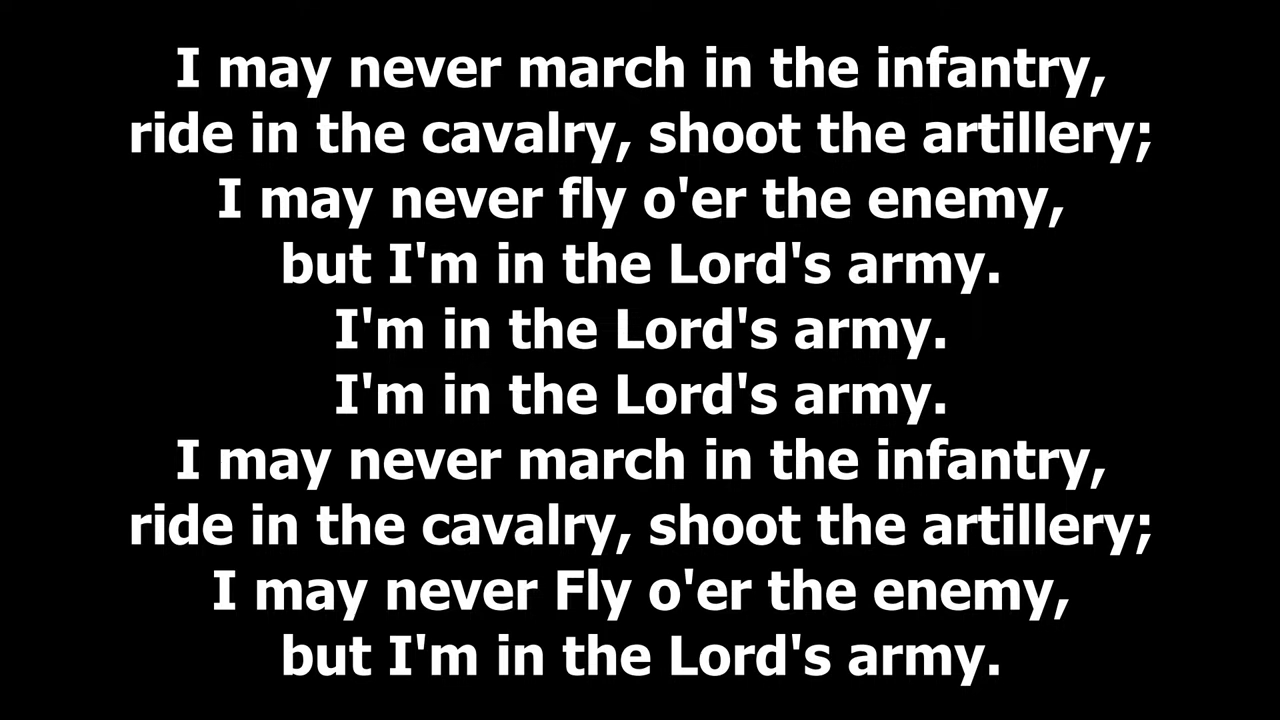 I may never march in the infantry,
ride in the cavalry, shoot the artillery;
I may never fly o'er the enemy,
but I'm in the Lord's army.
I'm in the Lord's army.
I'm in the Lord's army.
I may never march in the infantry,
ride in the cavalry, shoot the artillery;
I may never Fly o'er the enemy,
but I'm in the Lord's army.